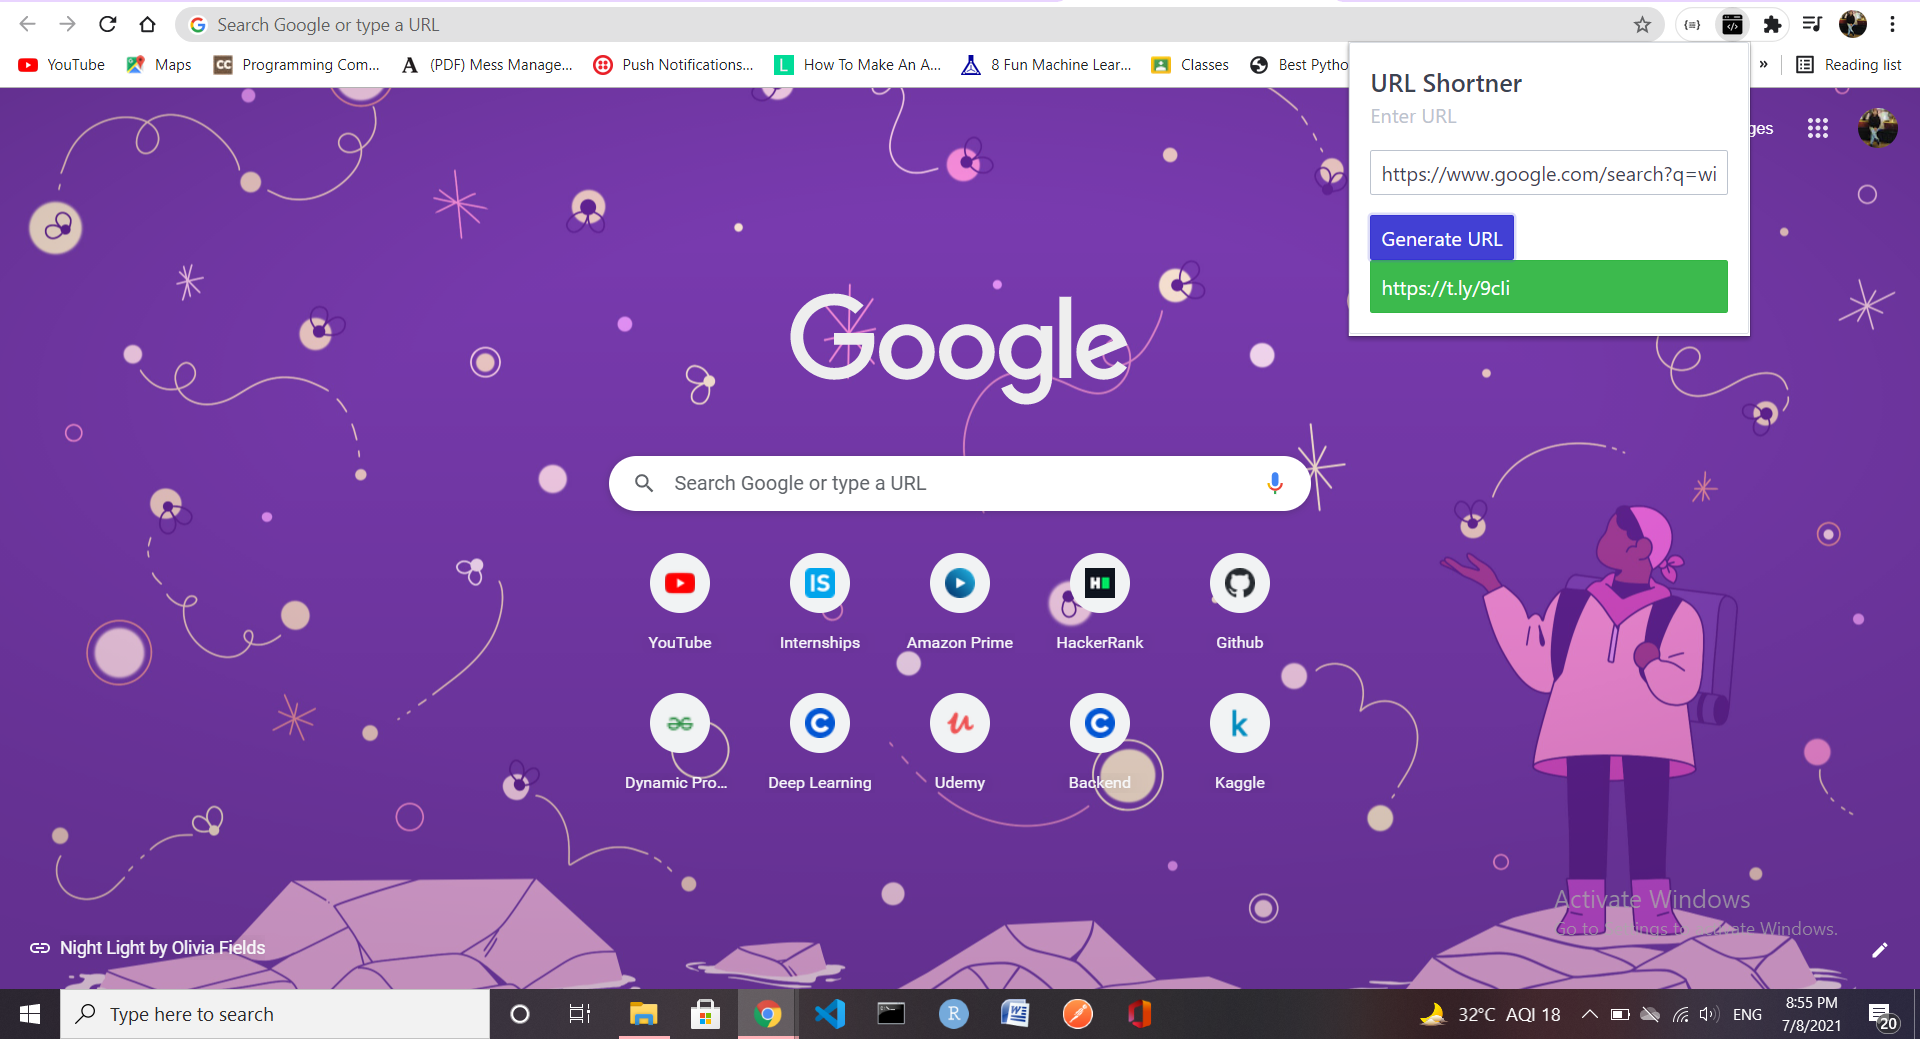 Search Google or type a URL
YouTube
Maps
Programming Com...
(PDF) Mess Manage...
Push Notifications...
How To Make An A...
8 Fun Machine Lear...
Classes
Best Pytho
»
Reading list
URL Shortner
Enter URL
https://www.google.com/search?q=wi
Generate URL
https://t.ly/9cli
ges
Google
Search Google or type a URL
YouTube
Internships
Amazon Prime
HackerRank
Github
Dynamic Pro...
Deep Learning
Udemy
Backend
Kaggle
Activate Windows
Go to Settings to activate Windows.
Night Light by Olivia Fields
Type here to search
32°C AQI 18
ENG
8:55 PM
7/8/2021
20